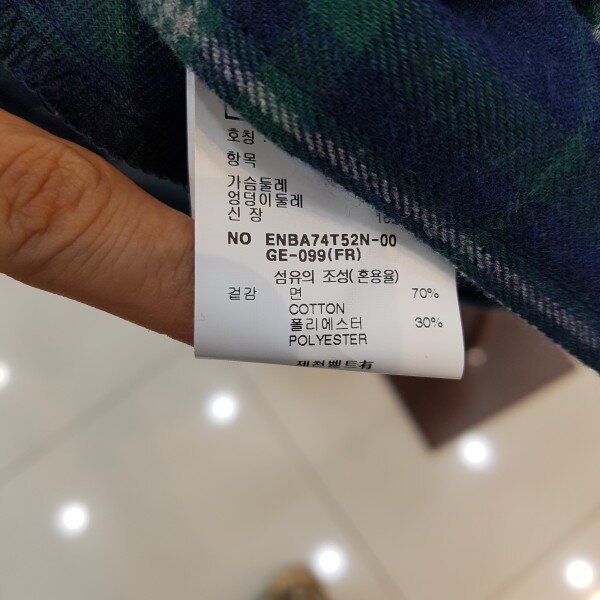 호칭
항목
가슴둘레
엉덩이둘레
신 장
NO ENBA74T52N-00
GE-099(FR)
섬유의 조성(혼용율)
겉감 면 70%
COTTON
폴리에스터 30%
POLYESTER